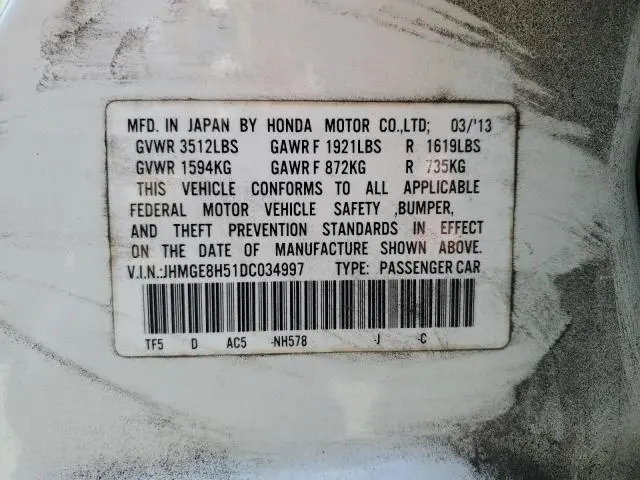 MFD. IN JAPAN BY HONDA MOTOR CO.,LTD; 03/'13
GVWR 3512LBS GAWR F 1921LBS R 1619LBS
GVWR 1594KG GAWR F 872KG R 735KG
THIS VEHICLE CONFORMS TO ALL APPLICABLE
FEDERAL MOTOR VEHICLE SAFETY ,BUMPER,
AND THEFT PREVENTION STANDARDS IN EFFECT
ON THE DATE OF MANUFACTURE SHOWN ABOVE.
V.I.N.:JHMGE8H51DC034997 TYPE: PASSENGER CAR
TF5 D AC5 -NH578 -J -C